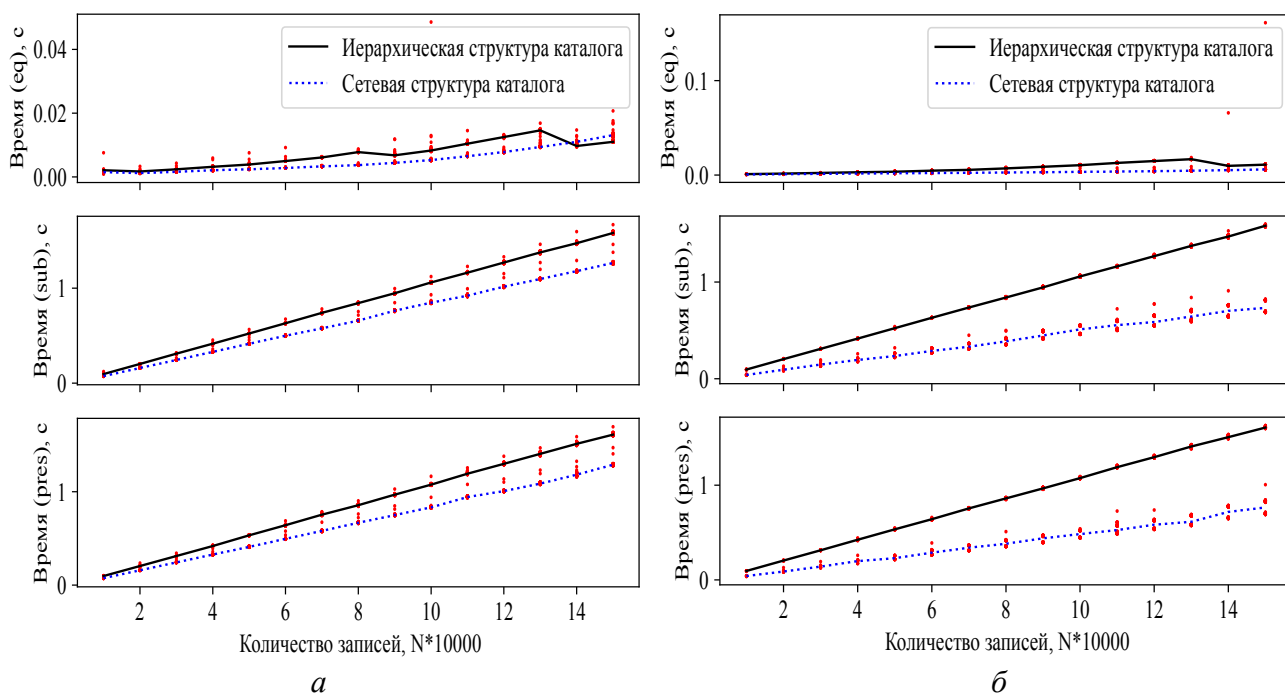 Время (eq), с
0.04
0.02
0.00
Иерархическая структура каталога
Сетевая структура каталога
Время (sub), с
1
0
Время (pres), с
1
0
2 4 6 8 10 12 14
Количество записей, N*10000
а
Время (eq), с
0.1
0.0
Иерархическая структура каталога
Сетевая структура каталога
Время (sub), с
1
0
Время (pres), с
1
0
2 4 6 8 10 12 14
Количество записей, N*10000
б